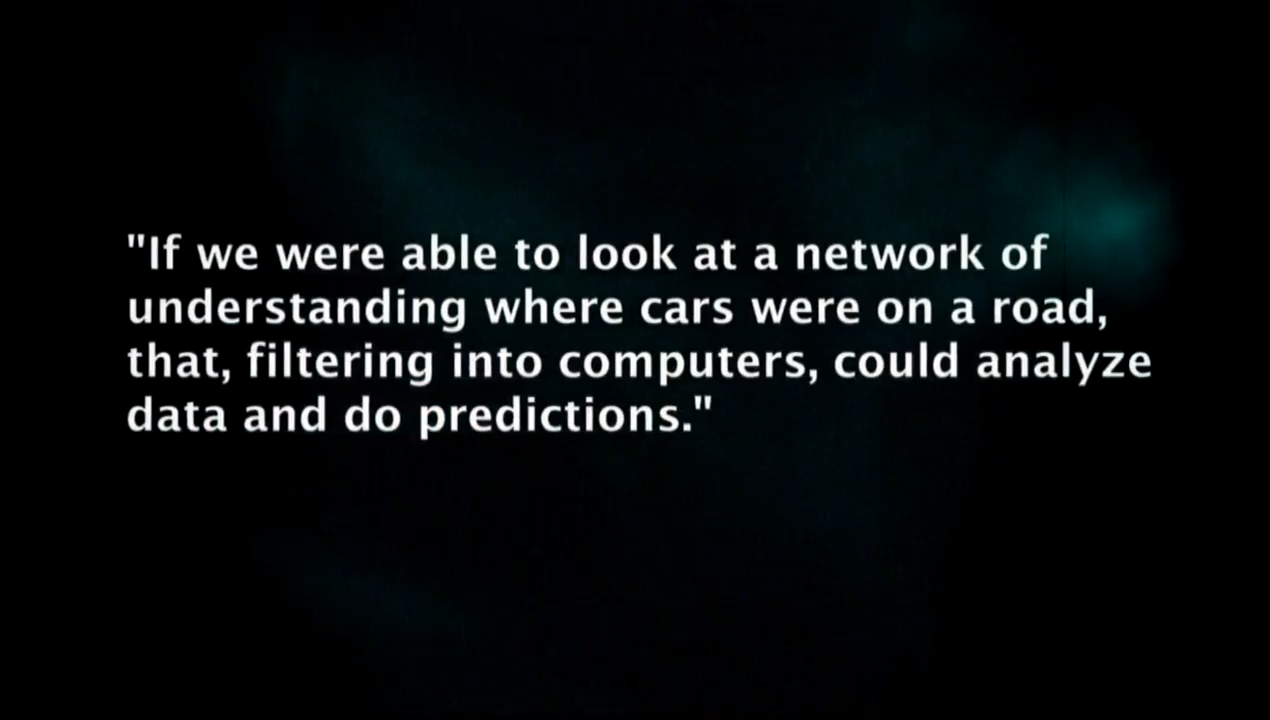 "If we were able to look at a network of
understanding where cars were on a road,
that, filtering into computers, could analyze
data and do predictions."